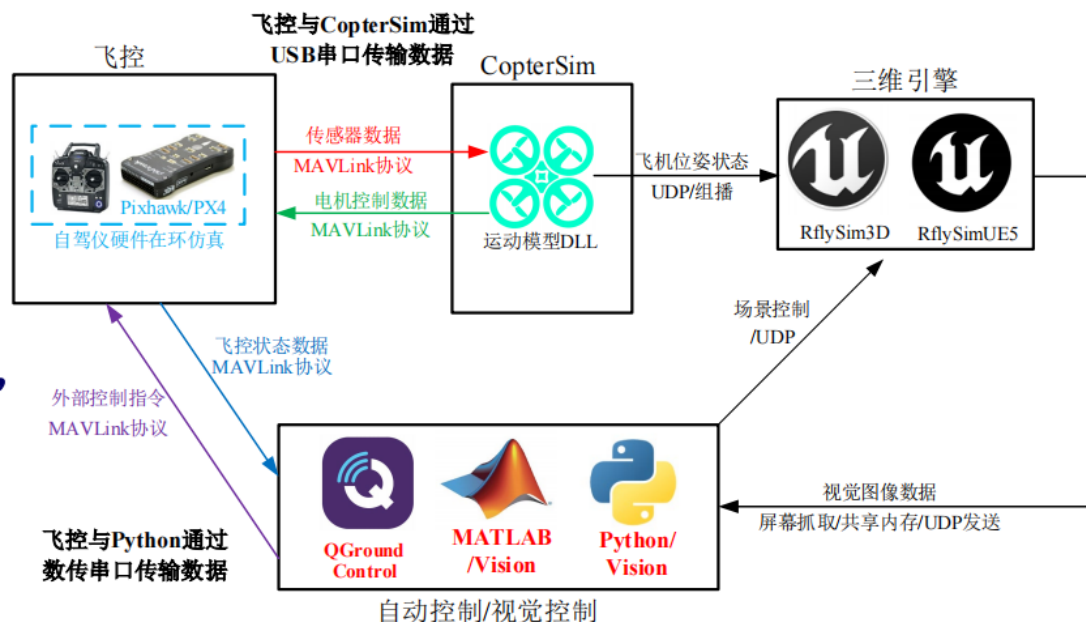 飞控与CopterSim通过
USB串口传输数据
飞控
CopterSim
三维引擎
传感器数据
MAVLink协议
电机控制数据
MAVLink协议
Pixhawk/PX4
自驾仪硬件在环仿真
运动模型DLL
飞机位姿状态
UDP/组播
RflySim3D
RflySimUE5
场景控制
/UDP
飞控状态数据
MAVLink协议
外部控制指令
MAVLink协议
飞控与Python通过
数传串口传输数据
QGround
Control
MATLAB
/Vision
Python/
Vision
视觉图像数据
屏幕抓取/共享内存/UDP发送
自动控制/视觉控制